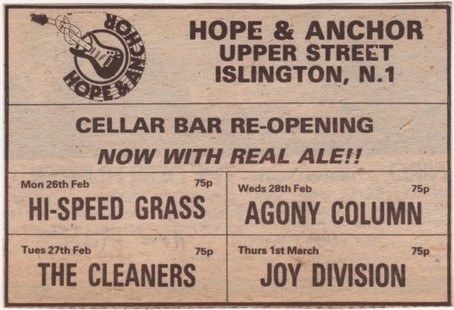 HOPE & ANCHOR
HOPE & ANCHOR
UPPER STREET
ISLINGTON, N.1
CELLAR BAR RE-OPENING
NOW WITH REAL ALE!!
Mon 26th Feb 75p
HI-SPEED GRASS
Weds 28th Feb 75p
AGONY COLUMN
Tues 27th Feb 75p
THE CLEANERS
Thurs 1st March 75p
JOY DIVISION